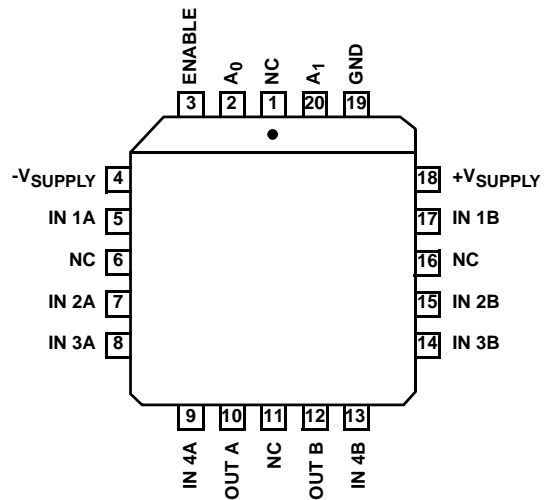 ENABLE
A0
NC
A1
GND
3
2
1
20
19
-VSUPPLY 4
18 +VSUPPLY
IN 1A 5
17 IN 1B
NC 6
16 NC
IN 2A 7
15 IN 2B
IN 3A 8
14 IN 3B
9
10
11
12
13
IN 4A
OUT A
NC
OUT B
IN 4B